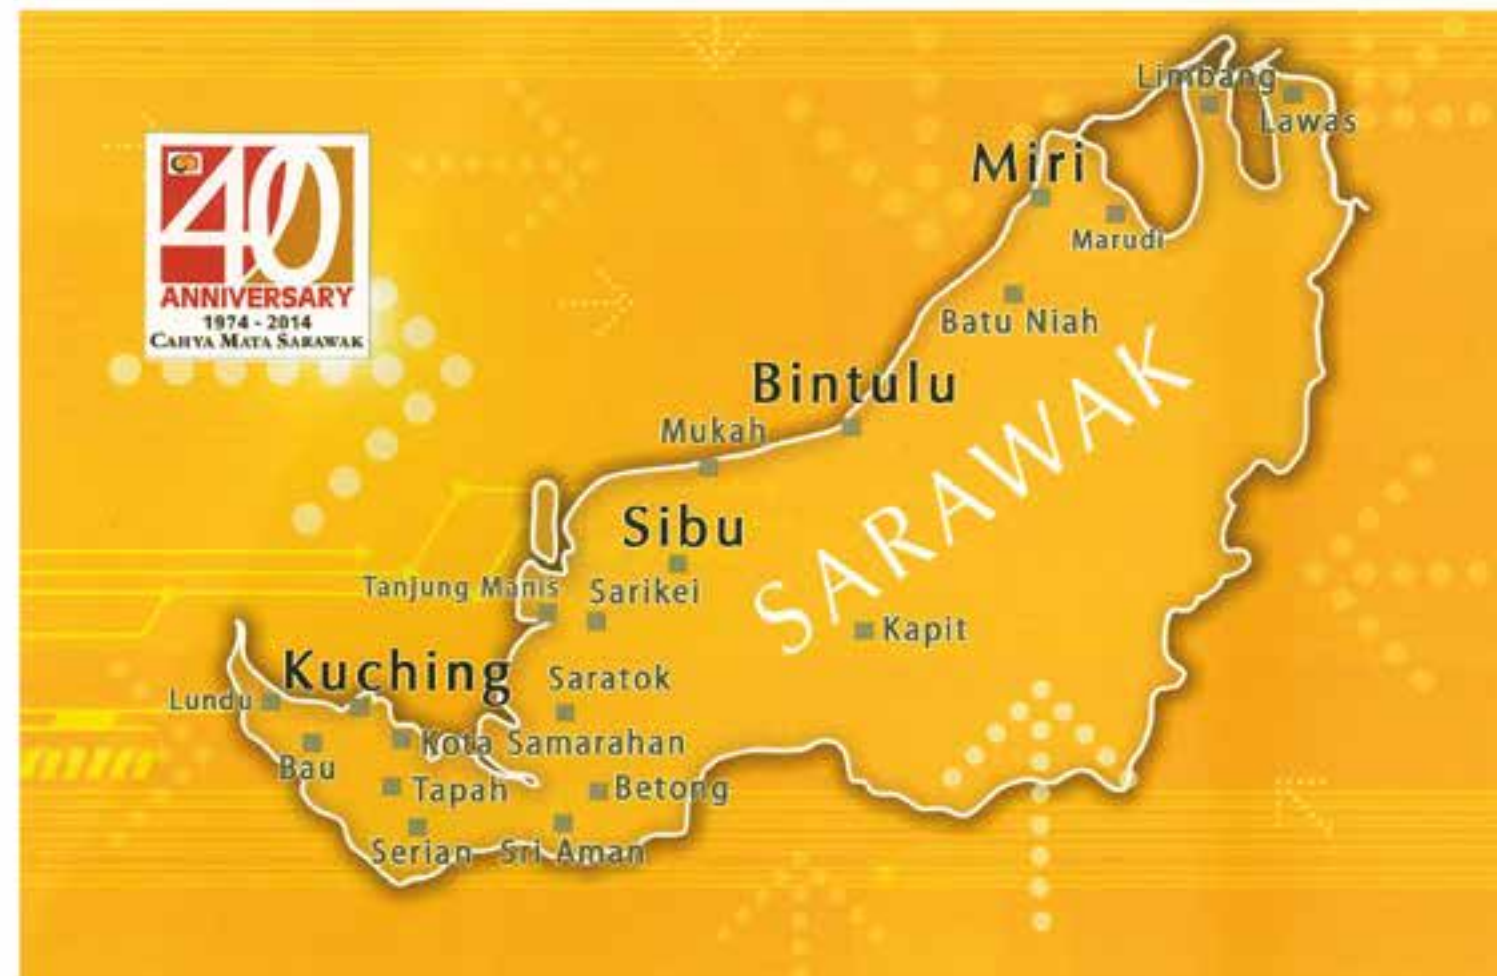 Limbang
Lawas
40
ANNIVERSARY
1974 - 2014
CAHYA MATA SARAWAK
Miri
Marudi
Batu Niah
Bintulu
Mukah
SARAWAK
Sibu
Tanjung Manis
Sarikei
Kapit
Kuching
Saratok
Lundu
Kota Samarahan
Bau
Tapah
Betong
Serian
Sri Aman